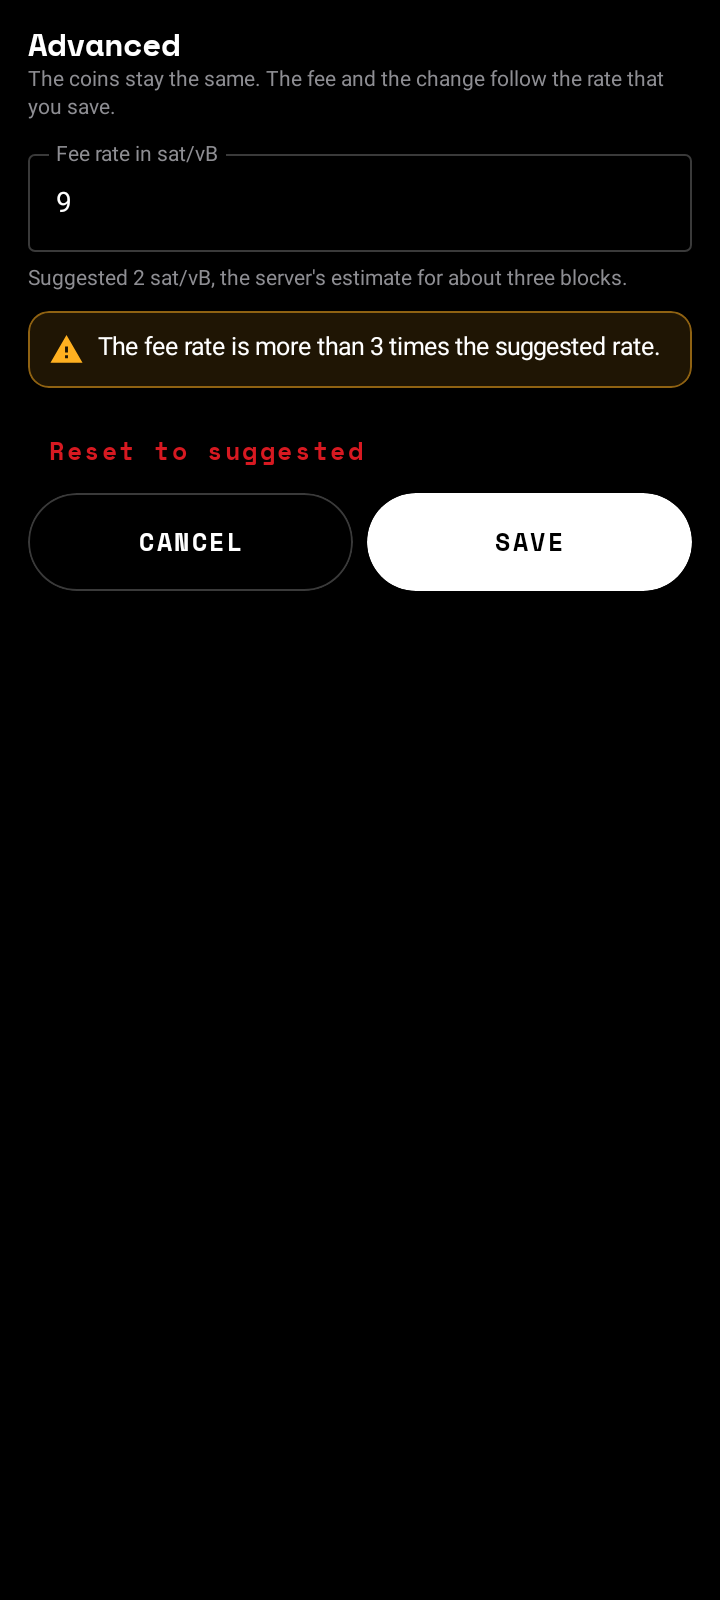 Advanced
The coins stay the same. The fee and the change follow the rate that
you save.
Fee rate in sat/vB
9
Suggested 2 sat/vB, the server's estimate for about three blocks.
The fee rate is more than 3 times the suggested rate.
Reset to suggested
CANCEL
SAVE